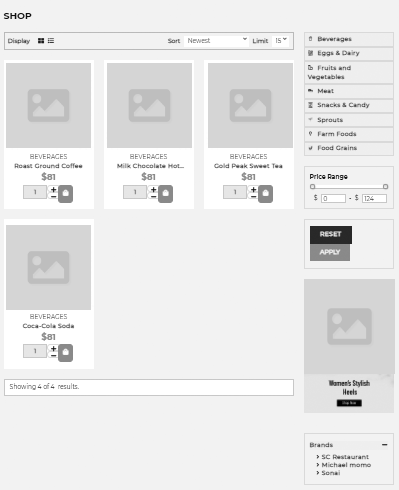 SHOP
Display
Sort Newest
Limit 15
BEVERAGES
Roast Ground Coffee
$81
1
+
−
BEVERAGES
Milk Chocolate Hot...
$81
1
+
−
BEVERAGES
Gold Peak Sweet Tea
$81
1
+
−
BEVERAGES
Coca-Cola Soda
$81
1
+
−
Showing 4 of 4 results.
Beverages
Eggs & Dairy
Fruits and
Vegetables
Meat
Snacks & Candy
Sprouts
Farm Foods
Food Grains
Price Range
$ 0 - $ 124
RESET
APPLY
Women's Stylish
Heels
Shop Now
Brands
SC Restaurant
Michael momo
Sonai